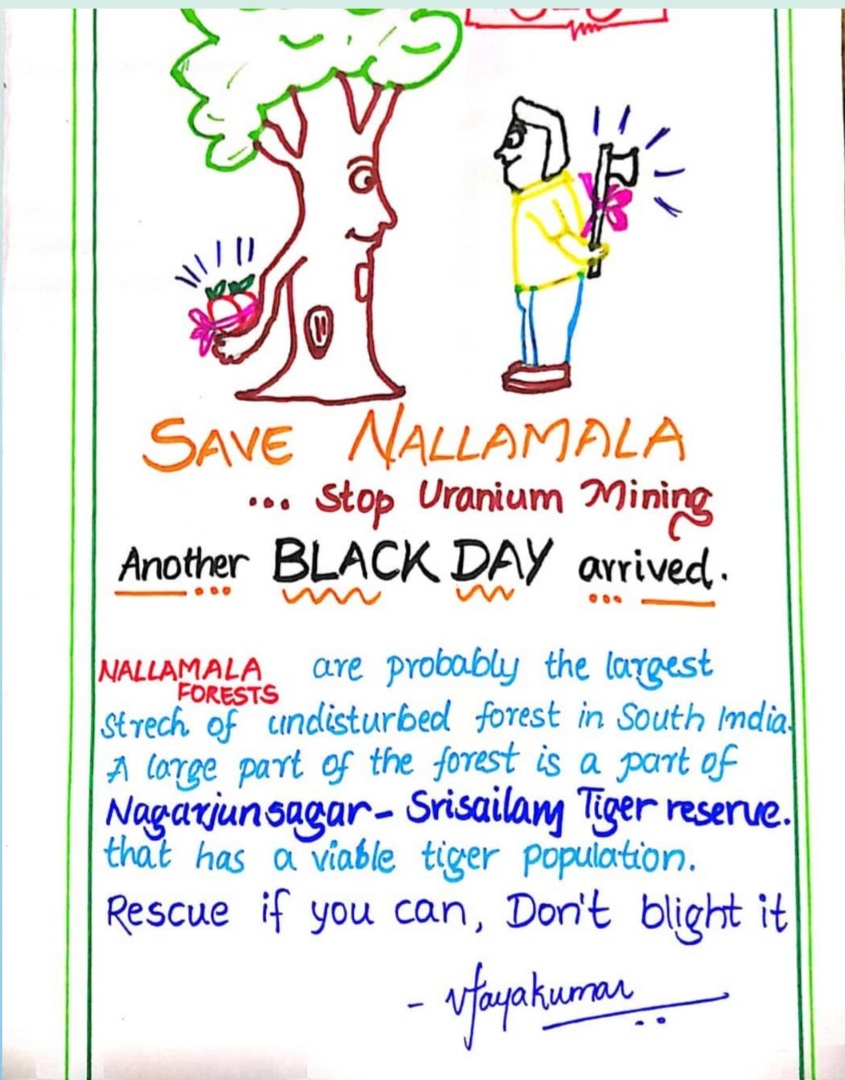 SAVE NALLAMALA
... Stop Uranium Mining
Another BLACK DAY arrived.
NALLAMALA are probably the largest
FORESTS
strech of undisturbed forest in South India.
A large part of the forest is a part of
Nagarjunsagar- Srisailam Tiger reserve.
that has a viable tiger population.
Rescue if you can, Don't blight it
- Vijayakumar